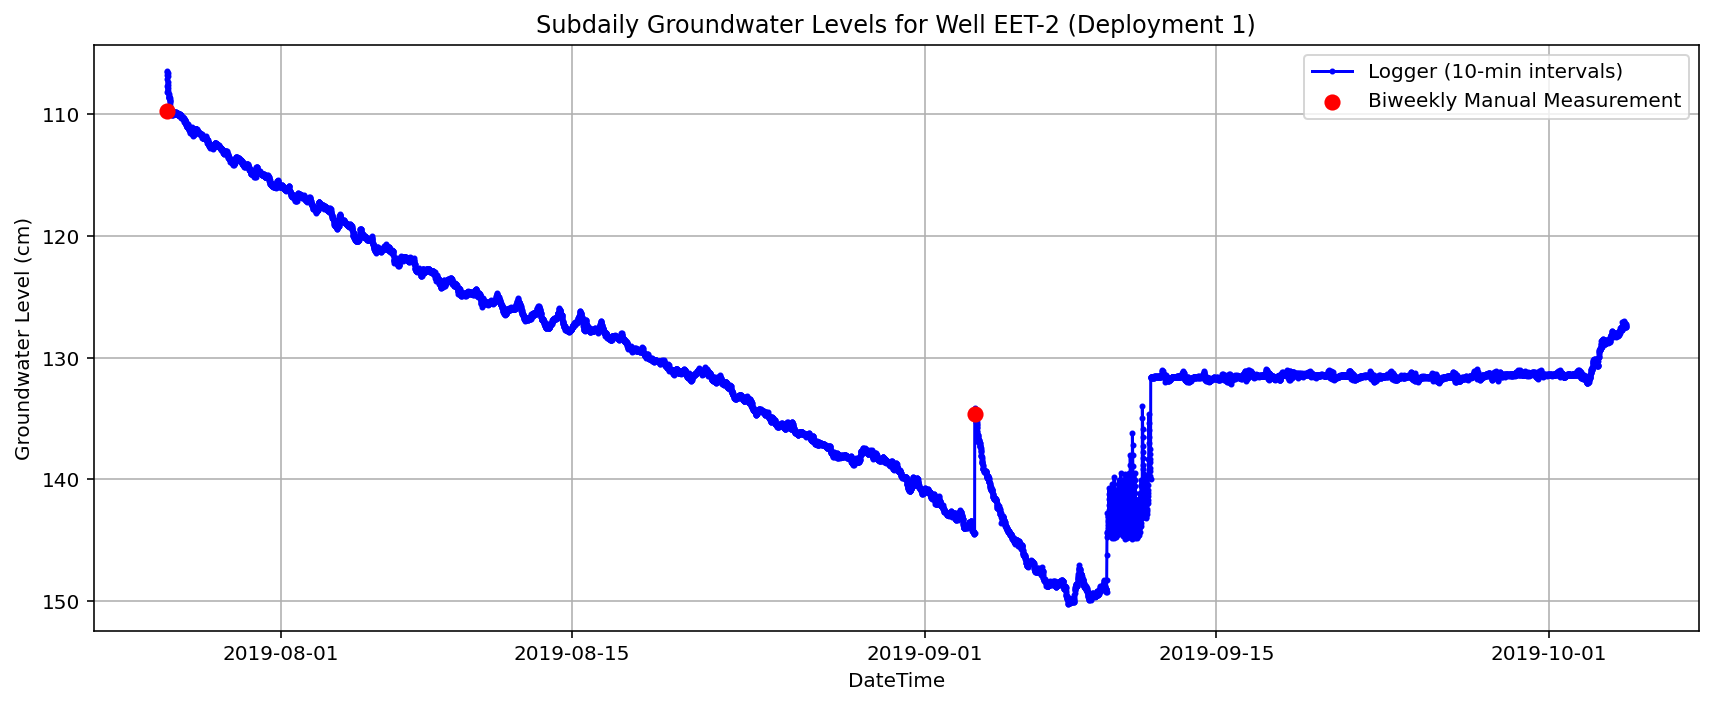 Subdaily Groundwater Levels for Well EET-2 (Deployment 1)
Logger (10-min intervals)
Biweekly Manual Measurement
Groundwater Level (cm)
110
120
130
140
150
2019-08-01
2019-08-15
2019-09-01
2019-09-15
2019-10-01
DateTime